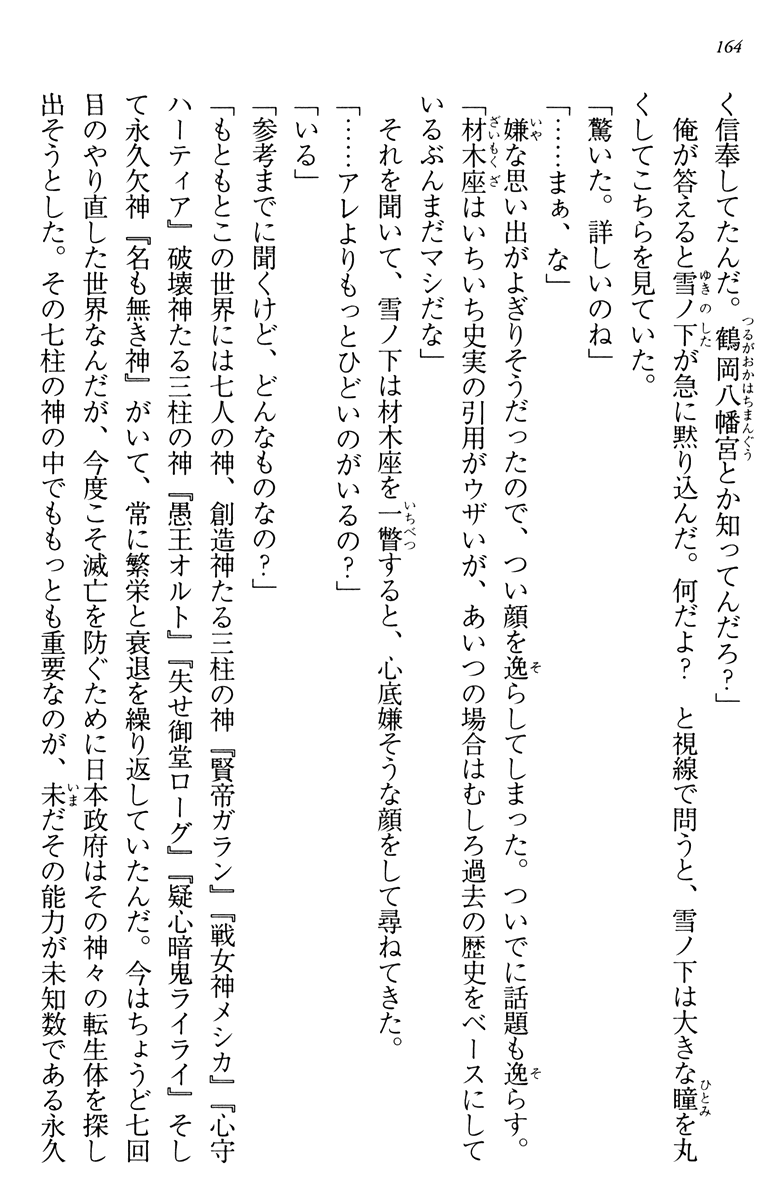 164
く信奉してたんだ。鶴岡八幡宮とか知ってんだろ?」
俺が答えると雪ノ下が急に黙り込んだ。何だよ? と視線で問うと、雪ノ下は大きな瞳を丸
くしてこちらを見ていた。
「驚いた。詳しいのね」
「……まぁ、な」
嫌な思い出がよぎりそうだったので、つい顔を逸らしてしまった。ついでに話題も逸らす。
「材木座はいちいち史実の引用がウザいが、あいつの場合はむしろ過去の歴史をベースにして
いるぶんまだマシだな」
それを聞いて、雪ノ下は材木座を一瞥すると、心底嫌そうな顔をして尋ねてきた。
「……アレよりもっとひどいのがいるの?」
「いる」
「参考までに聞くけど、どんなものなの?」
「もともとこの世界には七人の神、創造神たる三柱の神『賢帝ガラン』『戦女神メシカ』『心守
ハーティア』破壊神たる三柱の神『愚王オルト』『失せ御堂ローグ』『疑心暗鬼ライライ』そし
て永久欠神『名も無き神』がいて、常に繁栄と衰退を繰り返していたんだ。今はちょうど七回
目のやり直した世界なんだが、今度こそ滅亡を防ぐために日本政府はその神々の転生体を探し
出そうとした。その七柱の神の中でももっとも重要なのが、未だその能力が未知数である永久